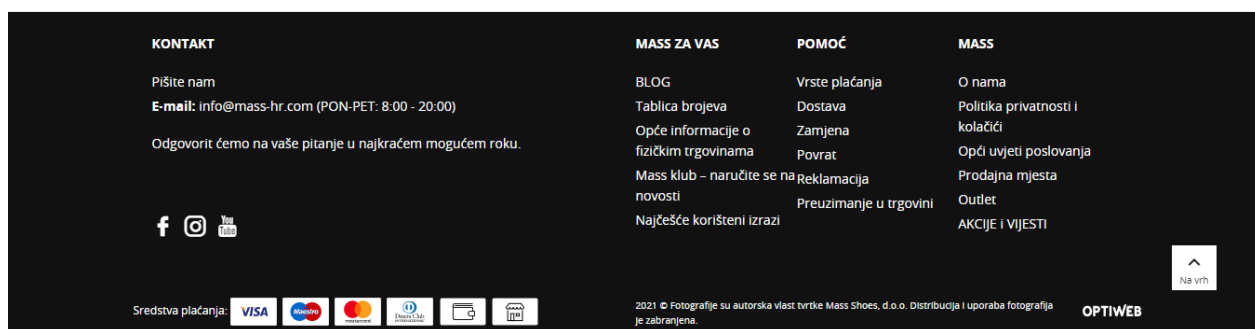 KONTAKT
Pišite nam
E-mail: info@mass-hr.com (PON-PET: 8:00 - 20:00)
Odgovorit ćemo na vaše pitanje u najkraćem mogućem roku.
MASS ZA VAS
BLOG
Tablica brojeva
Opće informacije o
fizičkim trgovinama
Mass klub – naručite se na
novosti
Najčešće korišteni izrazi
POMOĆ
Vrste plaćanja
Dostava
Zamjena
Povrat
Reklamacija
Preuzimanje u trgovini
MASS
O nama
Politika privatnosti i
kolačići
Opći uvjeti poslovanja
Prodajna mjesta
Outlet
AKCIJE i VIJESTI
You
Tube
Na vrh
Sredstva plaćanja:
VISA
Maestro
mastercard
Diners Club
INTERNATIONAL
2021 © Fotografije su autorska vlast tvrtke Mass Shoes, d.o.o. Distribucija i uporaba fotografija
je zabranjena.
OPTIWEB